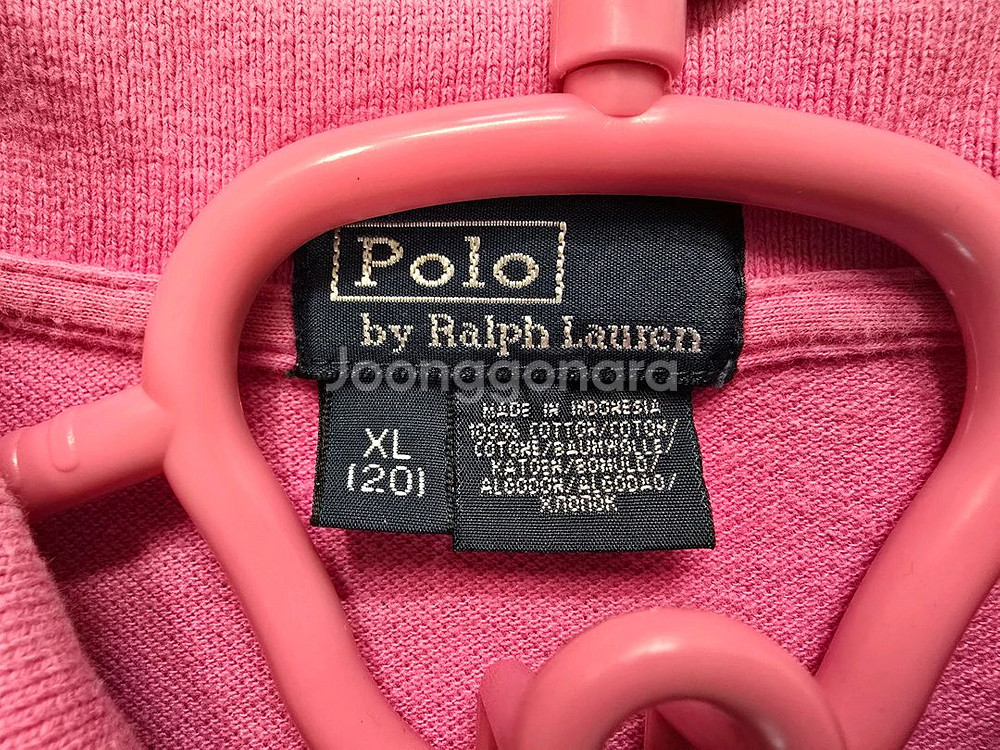 Polo
by Ralph Lauren
Joonggonara
XL
(20)
MADE IN INDONESIA
100% COTTON/COTON/
COTONE/BAUMWOLLE/
KATOEN/BOMULD/
ALGODON/ALGODAO/
ХЛОПОК